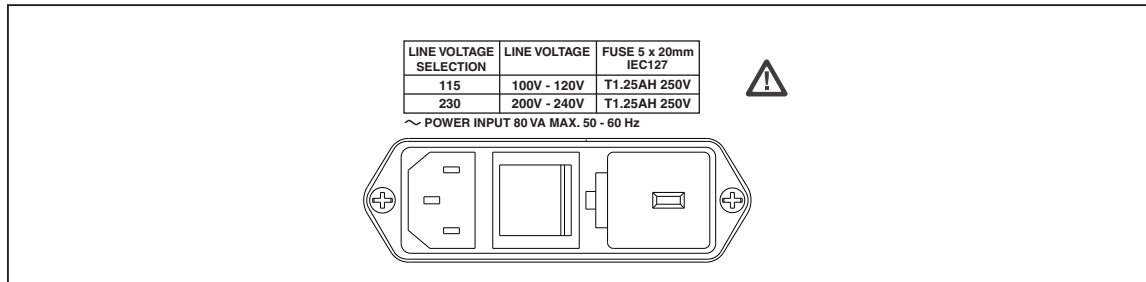 LINE VOLTAGE SELECTION LINE VOLTAGE FUSE 5 x 20mm IEC127
115 100V - 120V T1.25AH 250V
230 200V - 240V T1.25AH 250V
～ POWER INPUT 80 VA MAX. 50 - 60 Hz